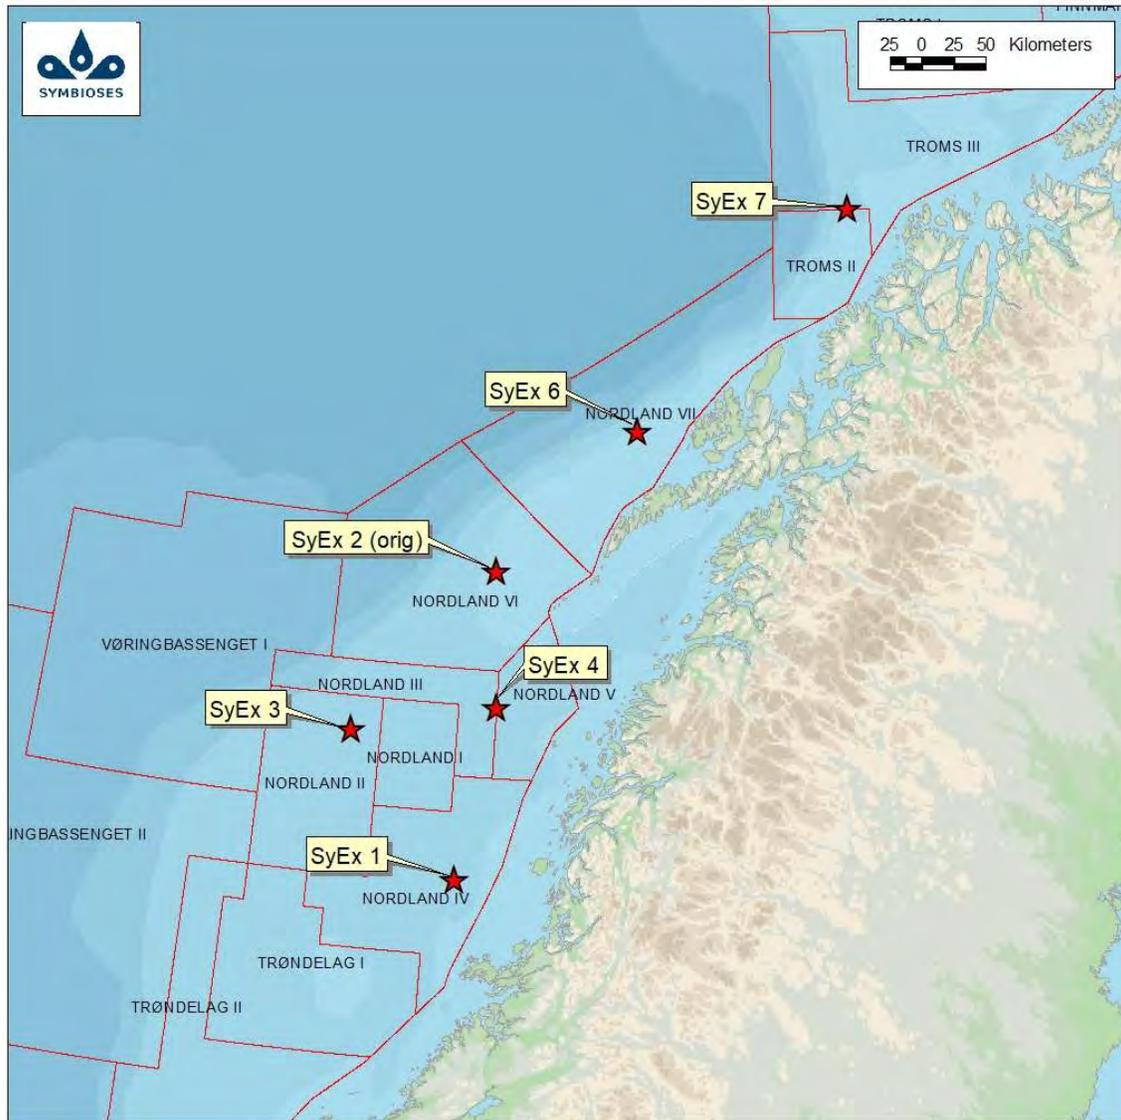 TROMS I
FINNMAR
25 0 25 50 Kilometers
SYMBIOSES
TROMS III
SyEx 7
TROMS II
SyEx 6
NORDLAND VII
SyEx 2 (orig)
NORDLAND VI
VØRINGBASSENGET I
SyEx 4
NORDLAND III
NORDLAND V
SyEx 3
NORDLAND I
NORDLAND II
INGBASSENGET II
SyEx 1
NORDLAND IV
TRØNDELAG I
TRØNDELAG II